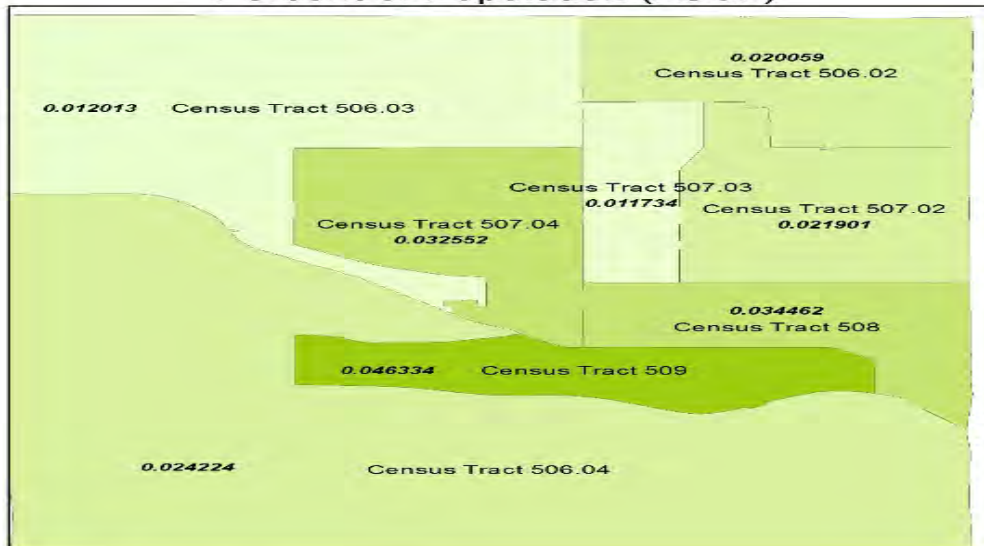 0.020059
Census Tract 506.02
0.012013 Census Tract 506.03
Census Tract 507.03
0.011734
Census Tract 507.02
0.021901
Census Tract 507.04
0.032552
0.034462
Census Tract 508
0.046334 Census Tract 509
0.024224 Census Tract 506.04